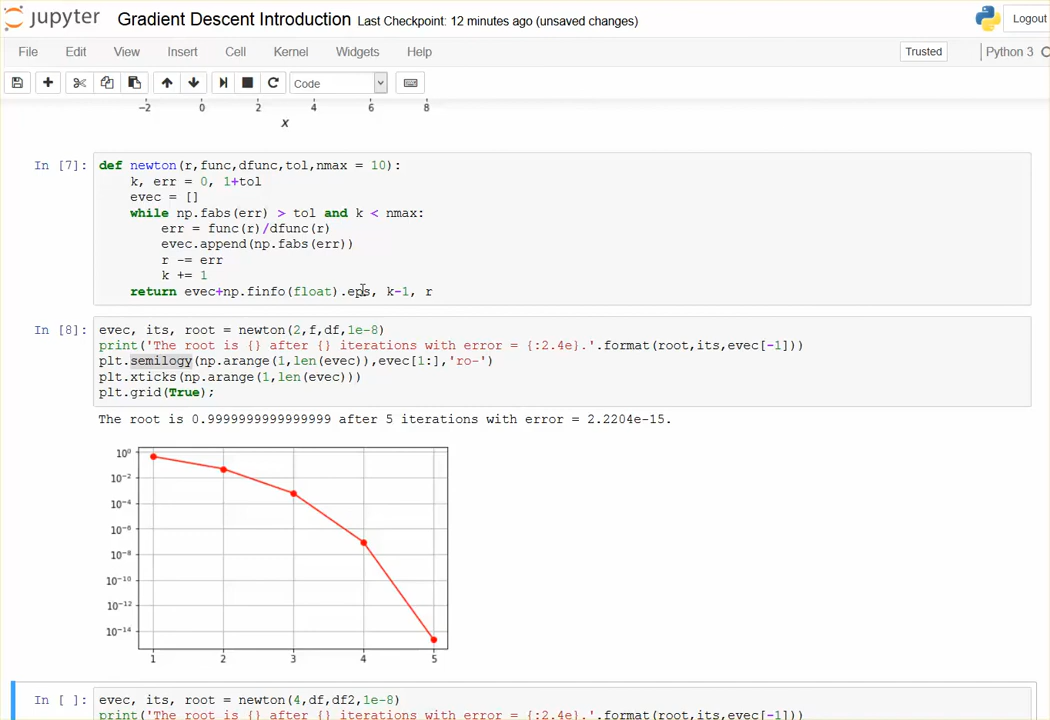 jupyter Gradient Descent Introduction Last Checkpoint: 12 minutes ago (unsaved changes) Logout
File Edit View Insert Cell Kernel Widgets Help Trusted Python 3
Code
−2 0 2 4 6 8
x
In [7]: def newton(r,func,dfunc,tol,nmax = 10):
k, err = 0, 1+tol
evec = []
while np.fabs(err) > tol and k < nmax:
err = func(r)/dfunc(r)
evec.append(np.fabs(err))
r -= err
k += 1
return evec+np.finfo(float).eps, k-1, r
In [8]: evec, its, root = newton(2,f,df,1e-8)
print('The root is {} after {} iterations with error = {:2.4e}.'.format(root,its,evec[-1]))
plt.semilogy(np.arange(1,len(evec)),evec[1:],'ro-')
plt.xticks(np.arange(1,len(evec)))
plt.grid(True);
The root is 0.9999999999999999 after 5 iterations with error = 2.2204e-15.
10⁰
10⁻²
10⁻⁴
10⁻⁶
10⁻⁸
10⁻¹⁰
10⁻¹²
10⁻¹⁴
1 2 3 4 5
In [ ]: evec, its, root = newton(4,df,df2,1e-8)
print('The root is {} after {} iterations with error = {:2.4e}.'.format(root,its,evec[-1]))